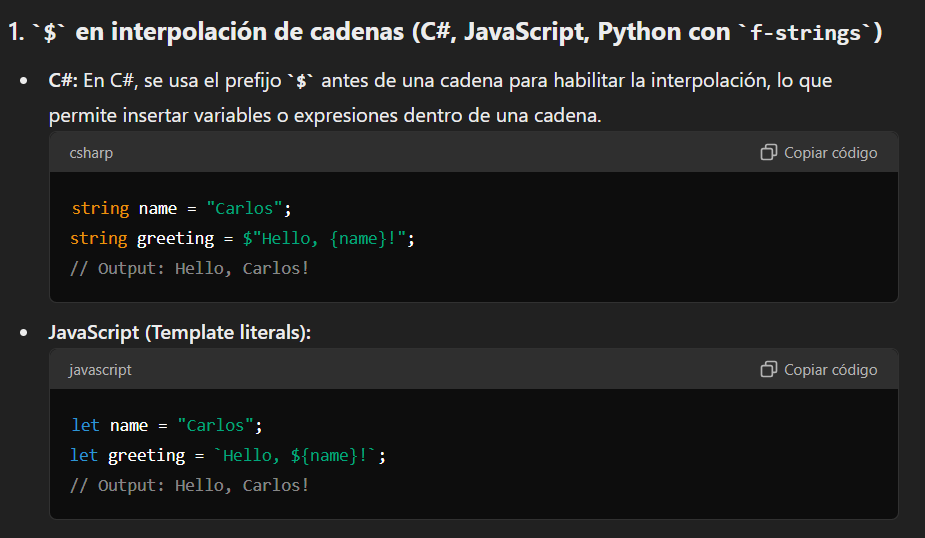 1. `$` en interpolación de cadenas (C#, JavaScript, Python con `f-strings`)
• C#: En C#, se usa el prefijo `$` antes de una cadena para habilitar la interpolación, lo que
permite insertar variables o expresiones dentro de una cadena.
csharp Copiar código
string name = "Carlos";
string greeting = $"Hello, {name}!";
// Output: Hello, Carlos!
• JavaScript (Template literals):
javascript Copiar código
let name = "Carlos";
let greeting = `Hello, ${name}!`;
// Output: Hello, Carlos!